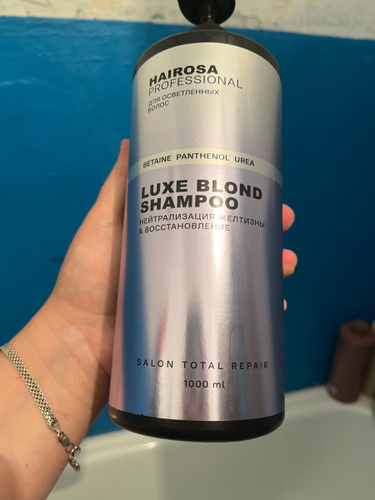 HAIROSA
PROFESSIONAL
ДЛЯ ОСВЕТЛЕННЫХ
ВОЛОС
BETAINE PANTHENOL UREA
LUXE BLOND
SHAMPOO
НЕЙТРАЛИЗАЦИЯ ЖЕЛТИЗНЫ
& ВОССТАНОВЛЕНИЕ
SALON TOTAL REPAIR
1000 ml